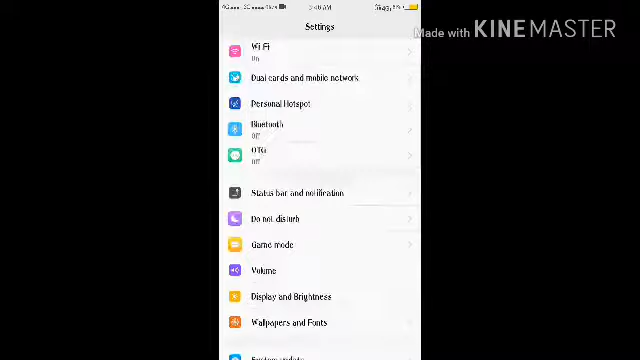 Settings
Made with KINEMASTER
Wi Fi
On
Dual cards and mobile network
Personal Hotspot
Bluetooth
Off
OTG
Off
Status bar and notification
Do not disturb
Game mode
Volume
Display and Brightness
Wallpapers and Fonts